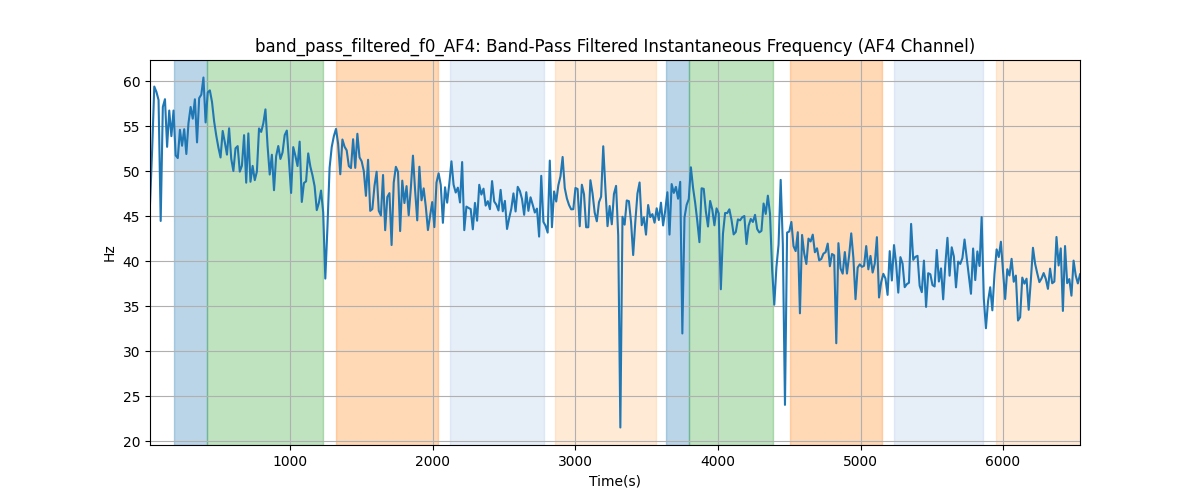 band_pass_filtered_f0_AF4: Band-Pass Filtered Instantaneous Frequency (AF4 Channel)
60
55
50
45
40
35
30
25
20
Hz
1000 2000 3000 4000 5000 6000
Time(s)